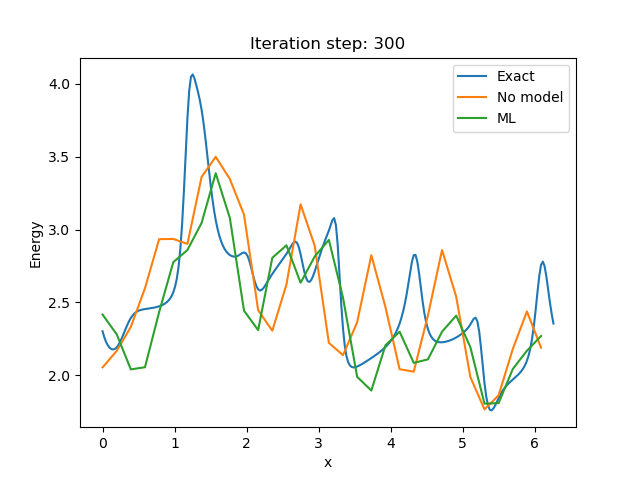 Iteration step: 300
Exact
No model
ML
Energy
4.0
3.5
3.0
2.5
2.0
0 1 2 3 4 5 6
x